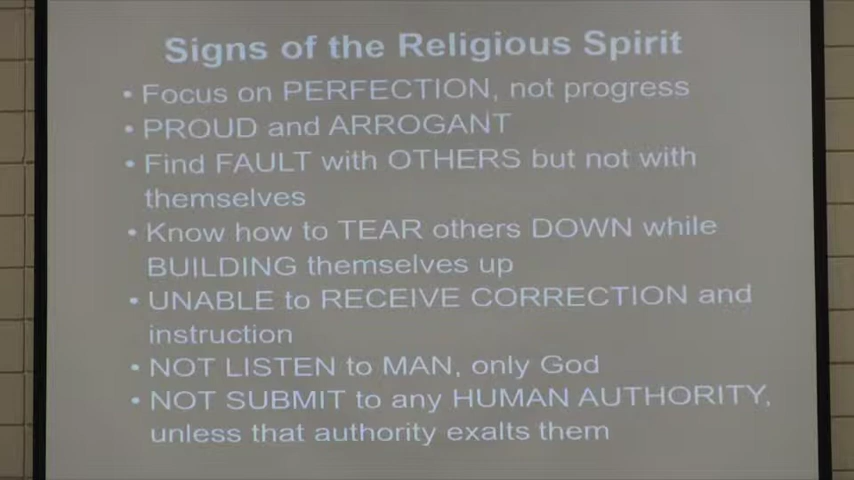 Signs of the Religious Spirit
• Focus on PERFECTION, not progress
• PROUD and ARROGANT
• Find FAULT with OTHERS but not with
themselves
• Know how to TEAR others DOWN while
BUILDING themselves up
• UNABLE to RECEIVE CORRECTION and
instruction
• NOT LISTEN to MAN, only God
• NOT SUBMIT to any HUMAN AUTHORITY,
unless that authority exalts them